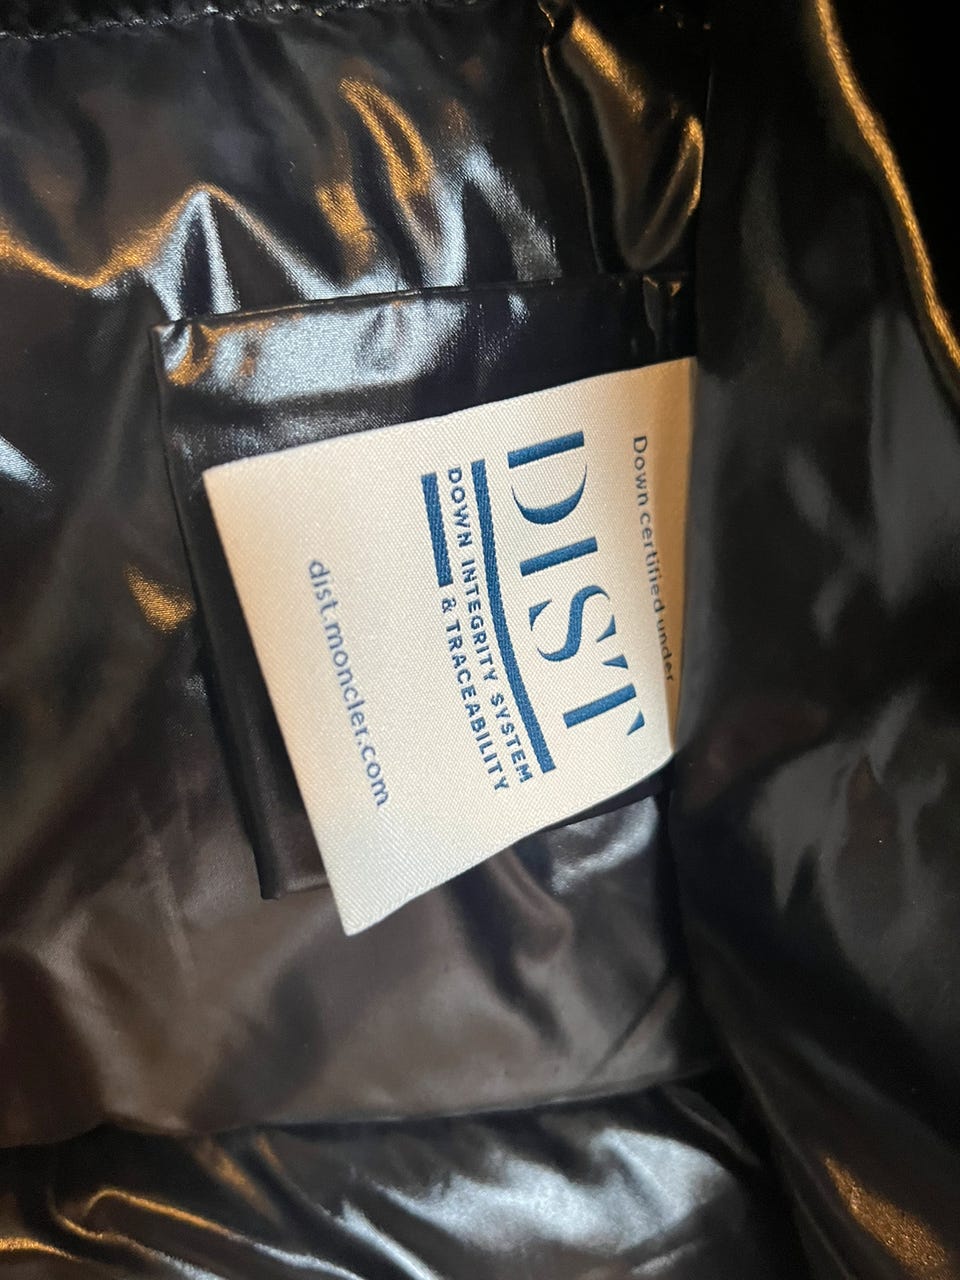 Down certified under
DIST
DOWN INTEGRITY SYSTEM
& TRACEABILITY
dist.moncler.com